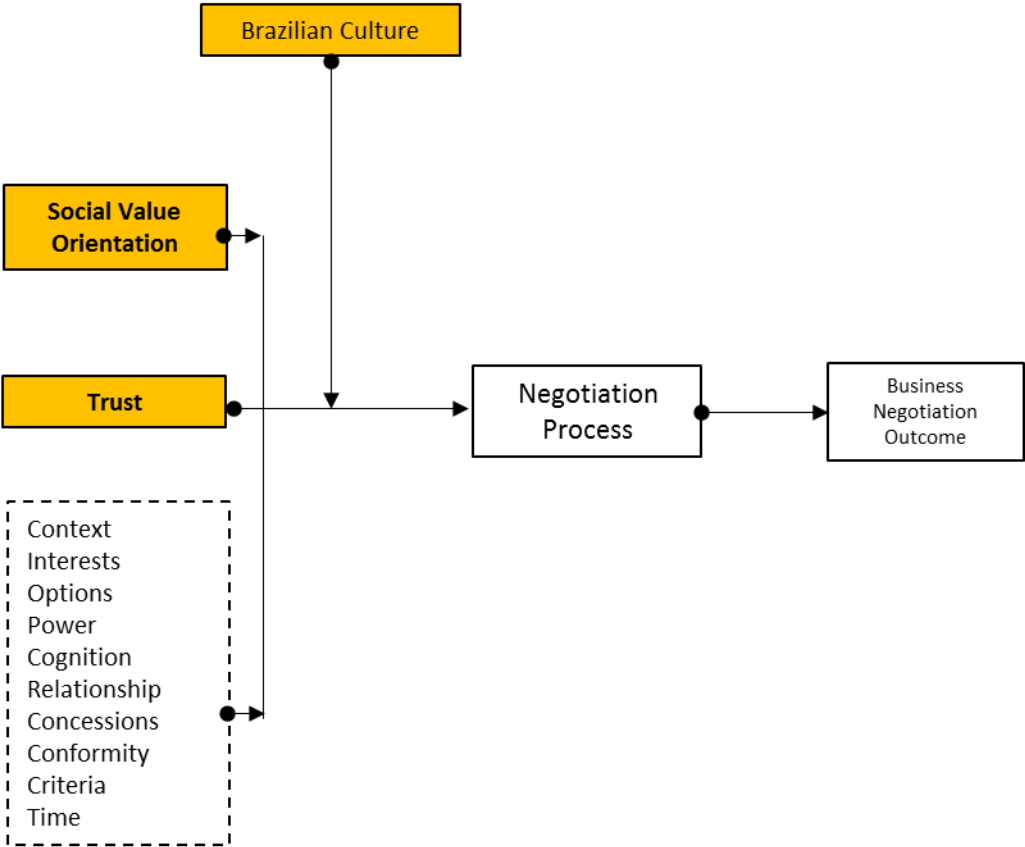 Brazilian Culture
Social Value
Orientation
Trust
Negotiation
Process
Business
Negotiation
Outcome
Context
Interests
Options
Power
Cognition
Relationship
Concessions
Conformity
Criteria
Time